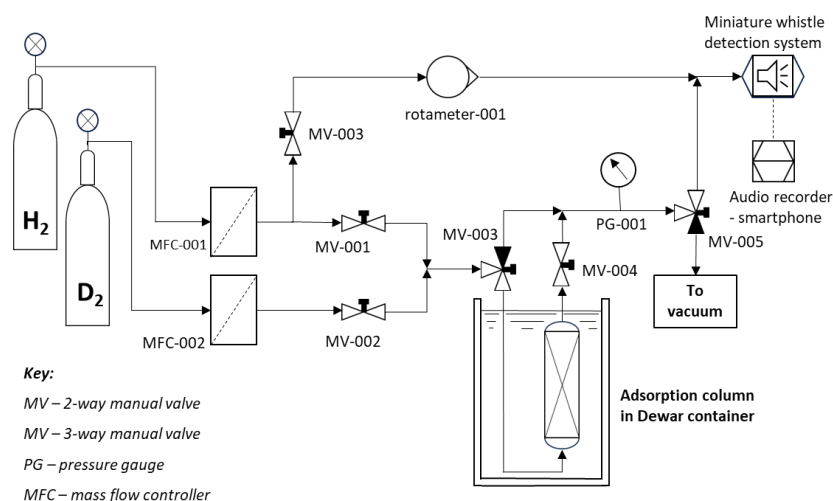 Miniature whistle
detection system
rotameter-001
MV-003
Audio recorder
- smartphone
H2
D2
MFC-001
MV-001
MV-003
PG-001
MV-005
MV-004
To
vacuum
MFC-002
MV-002
Adsorption column
in Dewar container
Key:
MV – 2-way manual valve
MV – 3-way manual valve
PG – pressure gauge
MFC – mass flow controller